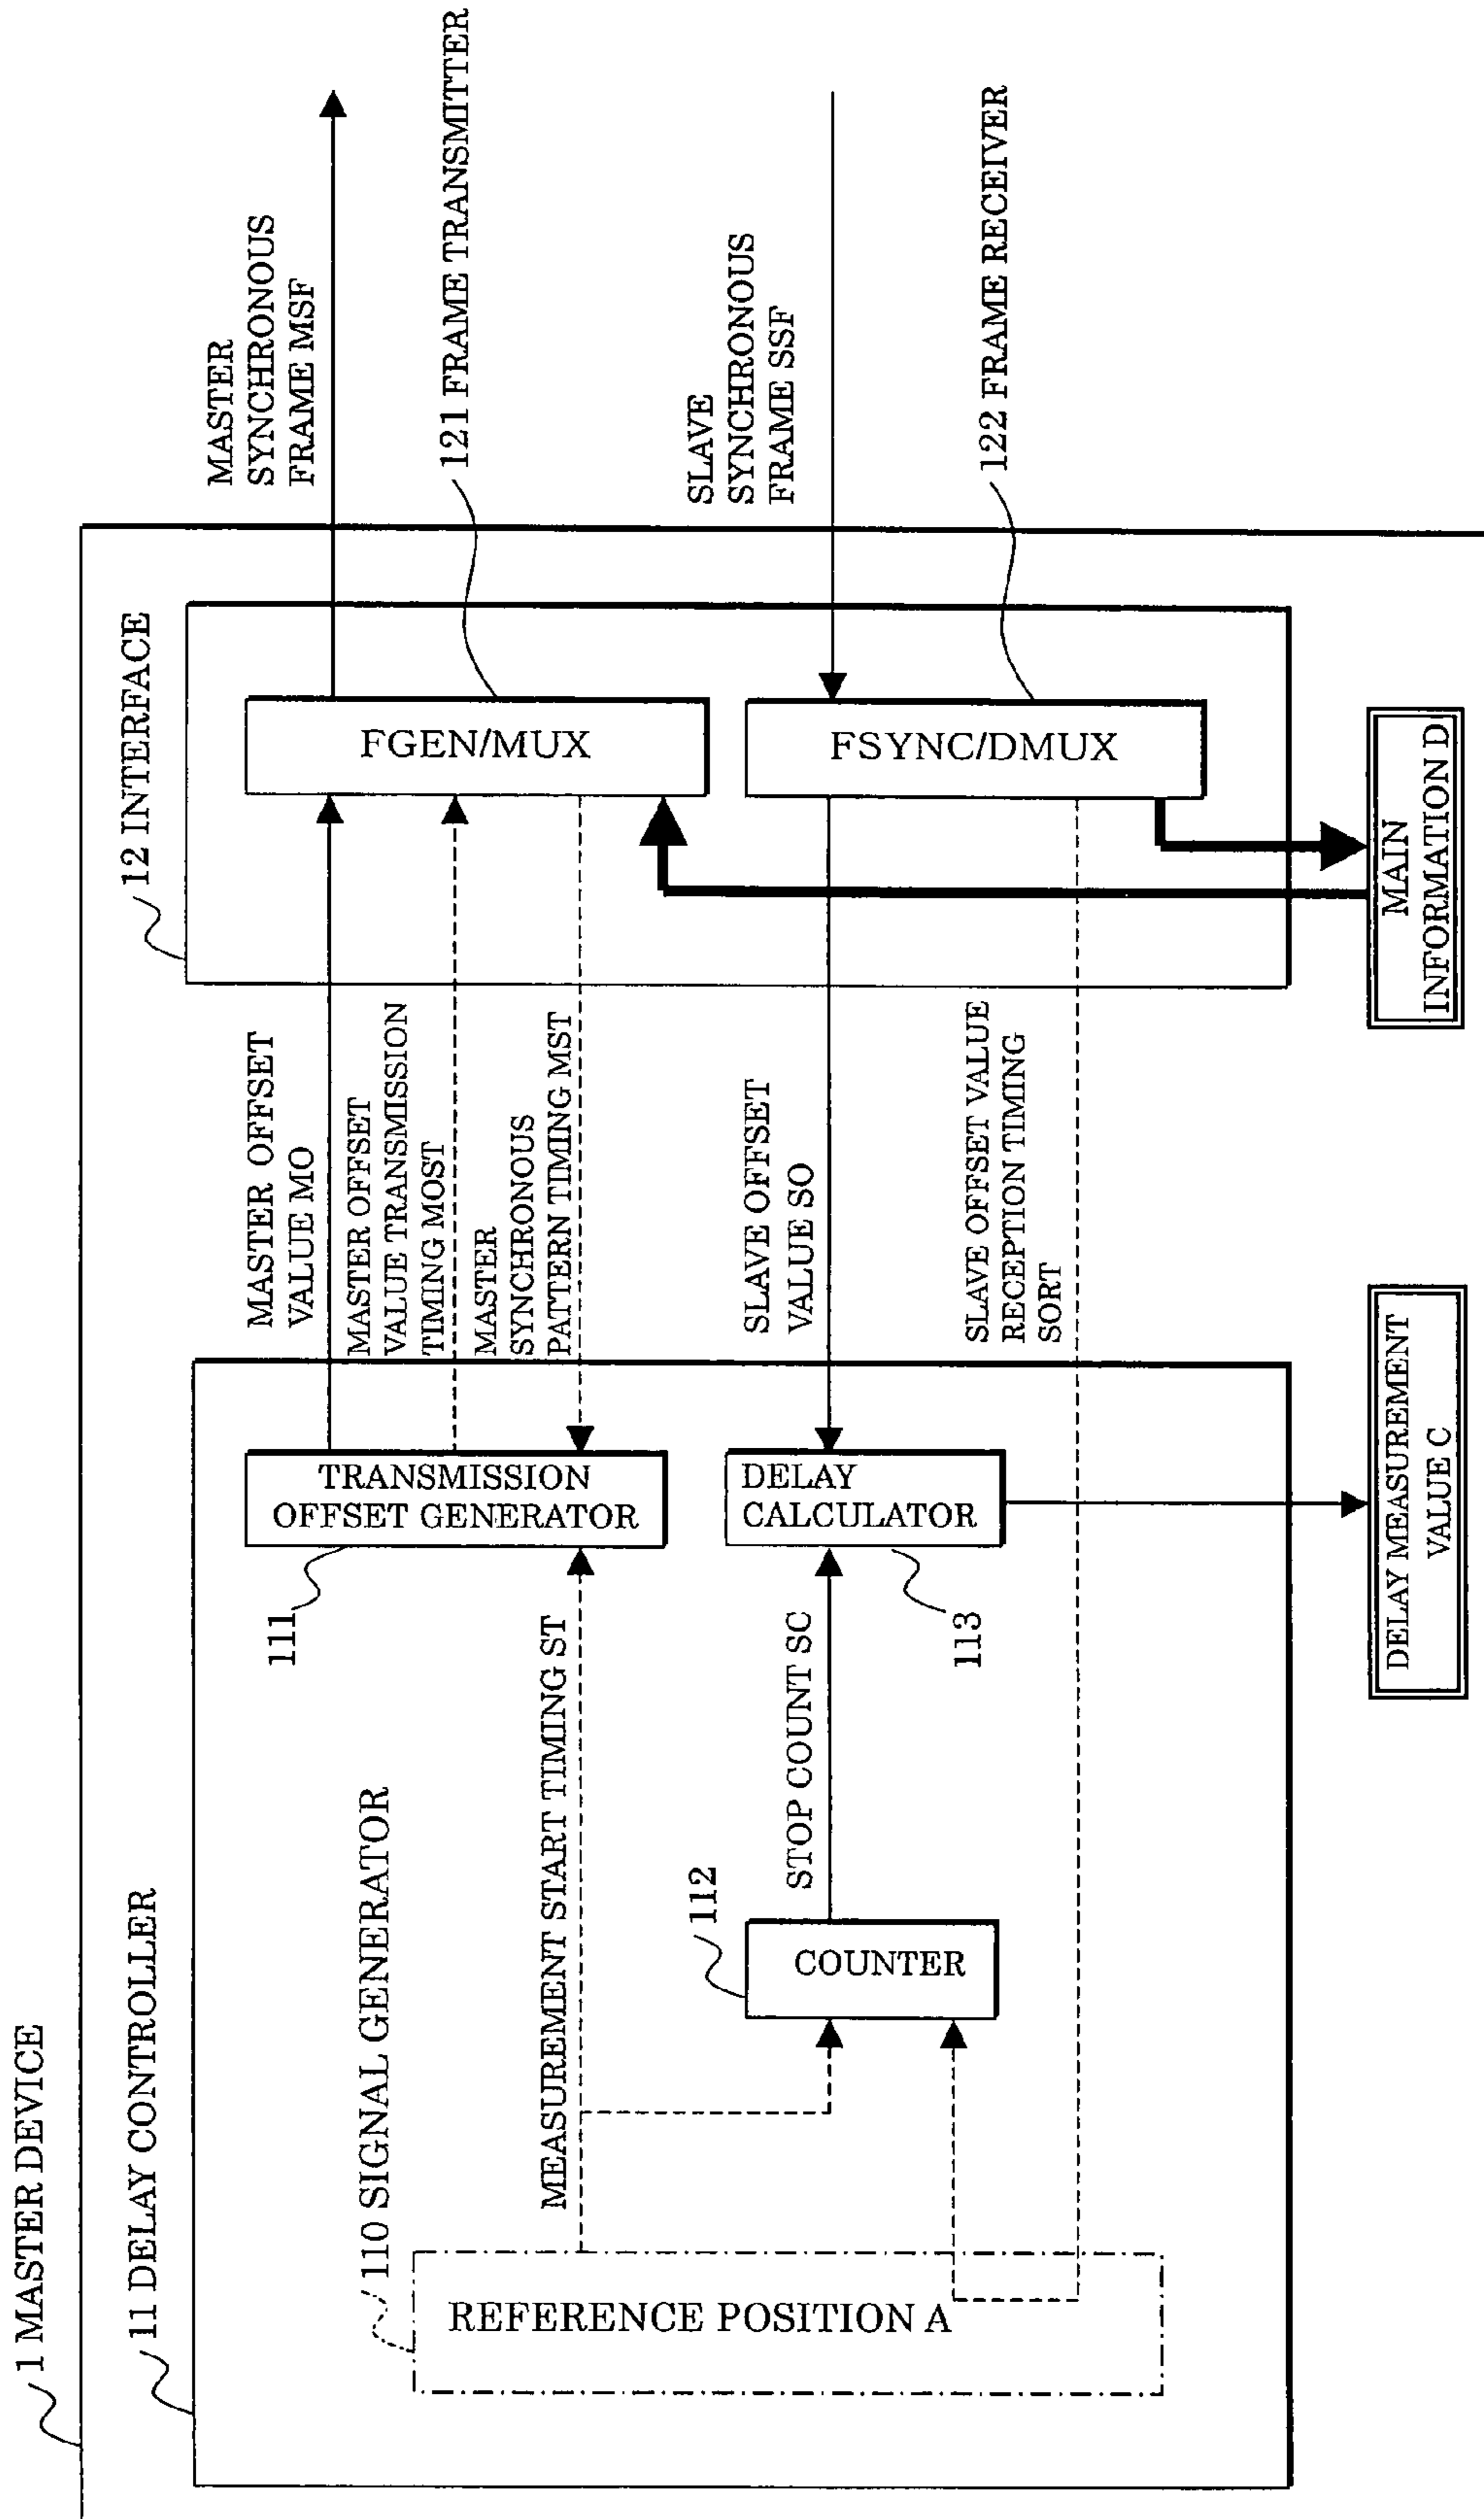 1 MASTER DEVICE
11 DELAY CONTROLLER
110 SIGNAL GENERATOR
REFERENCE POSITION A
MEASUREMENT START TIMING ST
112
COUNTER
STOP COUNT SC
111
TRANSMISSION
OFFSET GENERATOR
DELAY
CALCULATOR
113
DELAY MEASUREMENT
VALUE C
MASTER OFFSET
VALUE MO
MASTER OFFSET
VALUE TRANSMISSION
TIMING MOST
MASTER
SYNCHRONOUS
PATTERN TIMING MST
SLAVE OFFSET
VALUE SO
SLAVE OFFSET VALUE
RECEPTION TIMING
SORT
12 INTERFACE
FGEN/MUX
FSYNC/DMUX
MAIN
INFORMATION D
MASTER
SYNCHRONOUS
FRAME MSF
121 FRAME TRANSMITTER
SLAVE
SYNCHRONOUS
FRAME SSF
122 FRAME RECEIVER